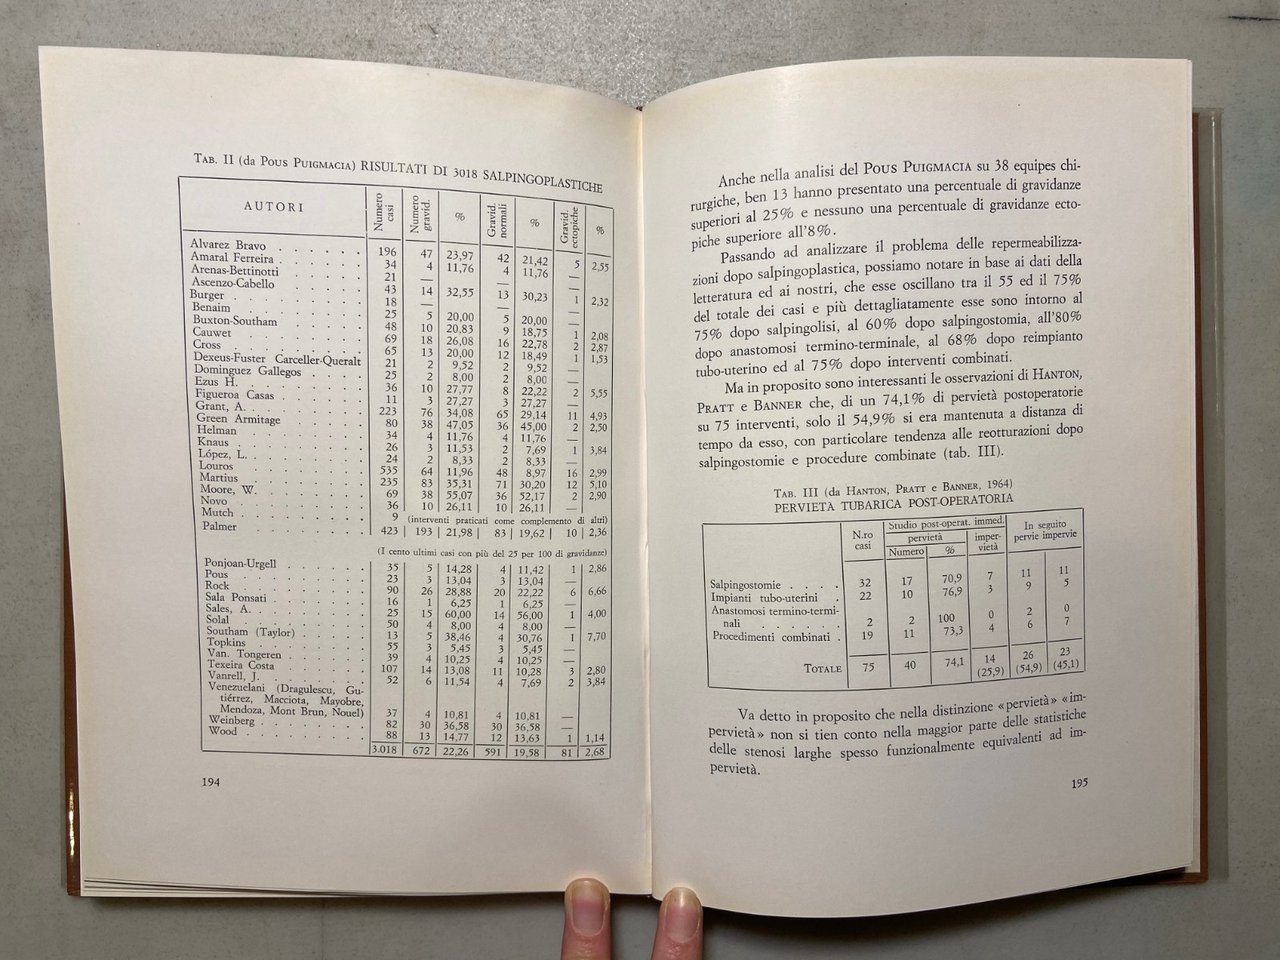 TAB. II (da POUS PUIGMACIA) RISULTATI DI 3018 SALPINGOPLASTICHE
AUTORI Numero casi Numero gravid. % Gravid. normali % Gravid. ectopiche %
Alvarez Bravo . . . . . 196 47 23,97 42 21,42 5 2,55
Amaral Ferreira . . . . . 34 4 11,76 4 11,76 —
Arenas-Bettinotti . . . . 21 — —
Ascenzo-Cabello . . . . . 43 14 32,55 13 30,23 1 2,32
Burger . . . . . . . 18 — — —
Benaim . . . . . . . 25 5 20,00 5 20,00 —
Buxton-Southam . . . . . 48 10 20,83 9 18,75 1 2,08
Cauwet . . . . . . . 69 18 26,08 16 22,78 2 2,87
Cross . . . . . . . 65 13 20,00 12 18,49 1 1,53
Dexeus-Fuster Carceller-Queralt 21 2 9,52 2 9,52 —
Dominguez Gallegos . . . . 25 2 8,00 2 8,00 —
Ezus H. . . . . . . 36 10 27,77 8 22,22 2 5,55
Figueroa Casas . . . . . 11 3 27,27 3 27,27 —
Grant, A. . . . . . . 223 76 34,08 65 29,14 11 4,93
Green Armitage . . . . . 80 38 47,05 36 45,00 2 2,50
Helman . . . . . . . 34 4 11,76 4 11,76 —
Knaus . . . . . . . 26 3 11,53 2 7,69 1 3,84
López, L. . . . . . . 24 2 8,33 2 8,33 —
Louros . . . . . . . 535 64 11,96 48 8,97 16 2,99
Martius . . . . . . . 235 83 35,31 71 30,20 12 5,10
Moore, W. . . . . . . 69 38 55,07 36 52,17 2 2,90
Novo . . . . . . . 36 10 26,11 10 26,11 —
Mutch . . . . . . . 9 (interventi praticati come complemento di altri)
Palmer . . . . . . . 423 193 21,98 83 19,62 10 2,36
(I cento ultimi casi con più del 25 per 100 di gravidanze)
Ponjoan-Urgell . . . . . 35 5 14,28 4 11,42 1 2,86
Pous . . . . . . . 23 3 13,04 3 13,04 —
Rock . . . . . . . 90 26 28,88 20 22,22 6 6,66
Sala Ponsati . . . . . 16 1 6,25 1 6,25 —
Sales, A. . . . . . . 25 15 60,00 14 56,00 1 4,00
Solal . . . . . . . 50 4 8,00 4 8,00 —
Southam (Taylor) . . . . 13 5 38,46 4 30,76 1 7,70
Topkins . . . . . . . 55 3 5,45 3 5,45 —
Van. Tongeren . . . . . 39 4 10,25 4 10,25 —
Texeira Costa . . . . . 107 14 13,08 11 10,28 3 2,80
Vanrell, J. . . . . . 52 6 11,54 4 7,69 2 3,84
Venezuelani (Dragulescu, Gu-
tiérrez, Macciota, Mayobre,
Mendoza, Mont Brun, Nouel) 37 4 10,81 4 10,81 —
Weinberg . . . . . . 82 30 36,58 30 36,58 —
Wood . . . . . . . 88 13 14,77 12 13,63 1 1,14
3.018 672 22,26 591 19,58 81 2,68
194
Anche nella analisi del POUS PUIGMACIA su 38 equipes chi-
rurgiche, ben 13 hanno presentato una percentuale di gravidanze
superiori al 25% e nessuno una percentuale di gravidanze ecto-
piche superiore all'8%.
Passando ad analizzare il problema delle repermeabilizza-
zioni dopo salpingoplastica, possiamo notare in base ai dati della
letteratura ed ai nostri, che esse oscillano tra il 55 ed il 75%
del totale dei casi e più dettagliatamente esse sono intorno al
75% dopo salpingolisi, al 60% dopo salpingostomia, all'80%
dopo anastomosi termino-terminale, al 68% dopo reimpianto
tubo-uterino ed al 75% dopo interventi combinati.
Ma in proposito sono interessanti le osservazioni di HANTON,
PRATT e BANNER che, di un 74,1% di pervietà postoperatorie
su 75 interventi, solo il 54,9% si era mantenuta a distanza di
tempo da esso, con particolare tendenza alle reotturazioni dopo
salpingostomie e procedure combinate (tab. III).
TAB. III (da HANTON, PRATT e BANNER, 1964)
PERVIETA TUBARICA POST-OPERATORIA
N.ro casi Studio post-operat. immed. In seguito
pervietà imper-vietà pervie impervie
Numero %
Salpingostomie . . . . 32 17 70,9 7 11 11
Impianti tubo-uterini . 22 10 76,9 3 9 5
Anastomosi termino-termi-
nali . . . . . . 2 2 100 0 2 0
Procedimenti combinati . 19 11 73,3 4 6 7
TOTALE 75 40 74,1 14 (25,9) 26 (54,9) 23 (45,1)
Va detto in proposito che nella distinzione «pervietà» «im-
pervietà» non si tien conto nella maggior parte delle statistiche
delle stenosi larghe spesso funzionalmente equivalenti ad im-
pervietà.
195